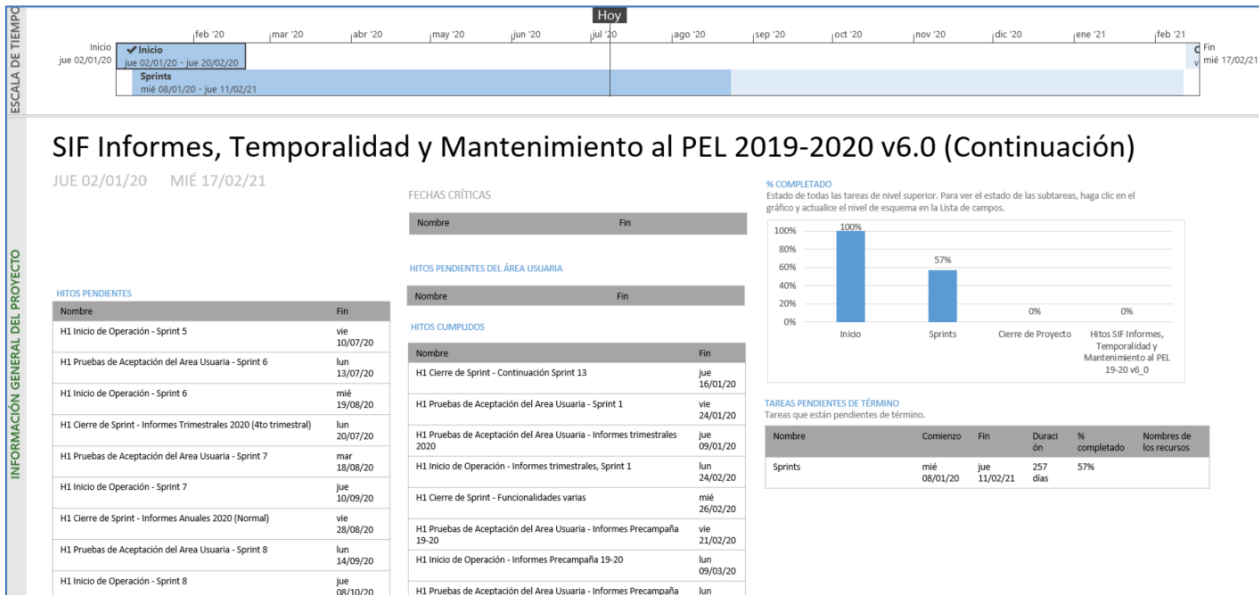 ESCALA DE TIEMPO
Hoy
feb '20 mar '20 abr '20 may '20 jun '20 jul '20 ago '20 sep '20 oct '20 nov '20 dic '20 ene '21 feb '21
Inicio
jue 02/01/20
Inicio
jue 02/01/20 - jue 20/02/20
Sprints
mié 08/01/20 - jue 11/02/21
C
v
Fin
mié 17/02/21
INFORMACIÓN GENERAL DEL PROYECTO
SIF Informes, Temporalidad y Mantenimiento al PEL 2019-2020 v6.0 (Continuación)
JUE 02/01/20 MIÉ 17/02/21
HITOS PENDIENTES
Nombre Fin
H1 Inicio de Operación - Sprint 5 vie
10/07/20
H1 Pruebas de Aceptación del Area Usuaria - Sprint 6 lun
13/07/20
H1 Inicio de Operación - Sprint 6 mié
19/08/20
H1 Cierre de Sprint - Informes Trimestrales 2020 (4to trimestral) lun
20/07/20
H1 Pruebas de Aceptación del Area Usuaria - Sprint 7 mar
18/08/20
H1 Inicio de Operación - Sprint 7 jue
10/09/20
H1 Cierre de Sprint - Informes Anuales 2020 (Normal) vie
28/08/20
H1 Pruebas de Aceptación del Area Usuaria - Sprint 8 lun
14/09/20
H1 Inicio de Operación - Sprint 8 jue
08/10/20
FECHAS CRÍTICAS
Nombre Fin
HITOS PENDIENTES DEL ÁREA USUARIA
Nombre Fin
HITOS CUMPLIDOS
Nombre Fin
H1 Cierre de Sprint - Continuación Sprint 13 jue
16/01/20
H1 Pruebas de Aceptación del Area Usuaria - Sprint 1 vie
24/01/20
H1 Pruebas de Aceptación del Area Usuaria - Informes trimestrales jue
2020 09/01/20
H1 Inicio de Operación - Informes trimestrales, Sprint 1 lun
24/02/20
H1 Cierre de Sprint - Funcionalidades varias mié
26/02/20
H1 Pruebas de Aceptación del Area Usuaria - Informes Precampaña vie
19-20 21/02/20
H1 Inicio de Operación - Informes Precampaña 19-20 lun
09/03/20
H1 Pruebas de Aceptación del Area Usuaria - Informes Precampaña lun
% COMPLETADO
Estado de todas las tareas de nivel superior. Para ver el estado de las subtareas, haga clic en el
gráfico y actualice el nivel de esquema en la Lista de campos.
100%
80%
60%
40%
20%
0%
100% 57% 0% 0%
Inicio Sprints Cierre de Proyecto Hitos SIF Informes,
Temporalidad y
Mantenimiento al PEL
19-20 v6_0
TAREAS PENDIENTES DE TÉRMINO
Tareas que están pendientes de término.
Nombre Comienzo Fin Duraci % Nombres de
ón completado los recursos
Sprints mié jue 257 57%
08/01/20 11/02/21 días